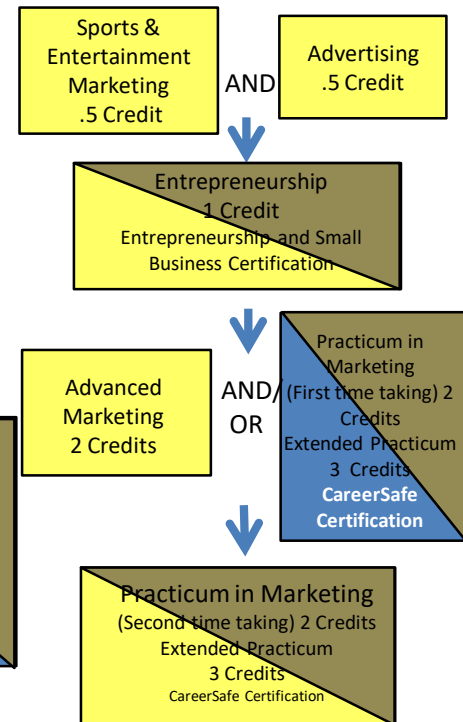 Sports &
Entertainment
Marketing
.5 Credit
AND
Advertising
.5 Credit
Entrepreneurship
1 Credit
Entrepreneurship and Small
Business Certification
Advanced
Marketing
2 Credits
AND/
OR
Practicum in
Marketing
(First time taking) 2
Credits
Extended Practicum
3 Credits
CareerSafe
Certification
Practicum in Marketing
(Second time taking) 2 Credits
Extended Practicum
3 Credits
CareerSafe Certification